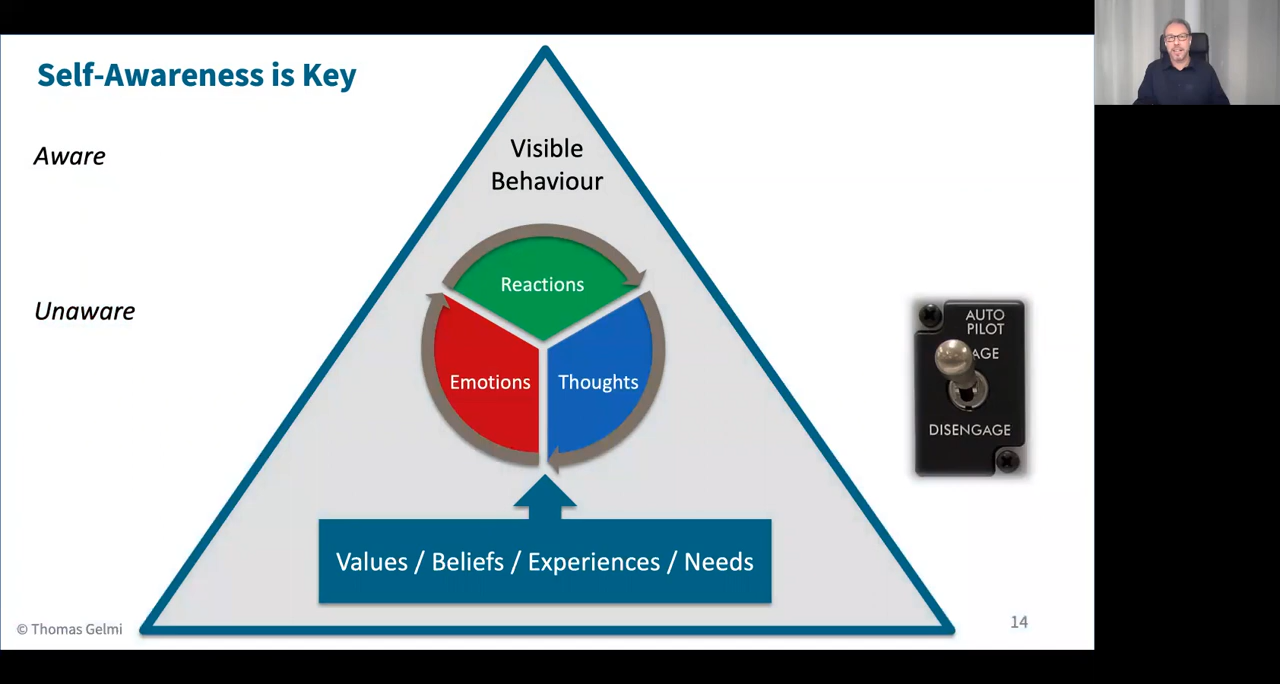 Self-Awareness is Key
Aware
Visible
Behaviour
Reactions
Unaware
AUTO
PILOT
AGE
Emotions
Thoughts
DISENGAGE
Values / Beliefs / Experiences / Needs
© Thomas Gelmi
14